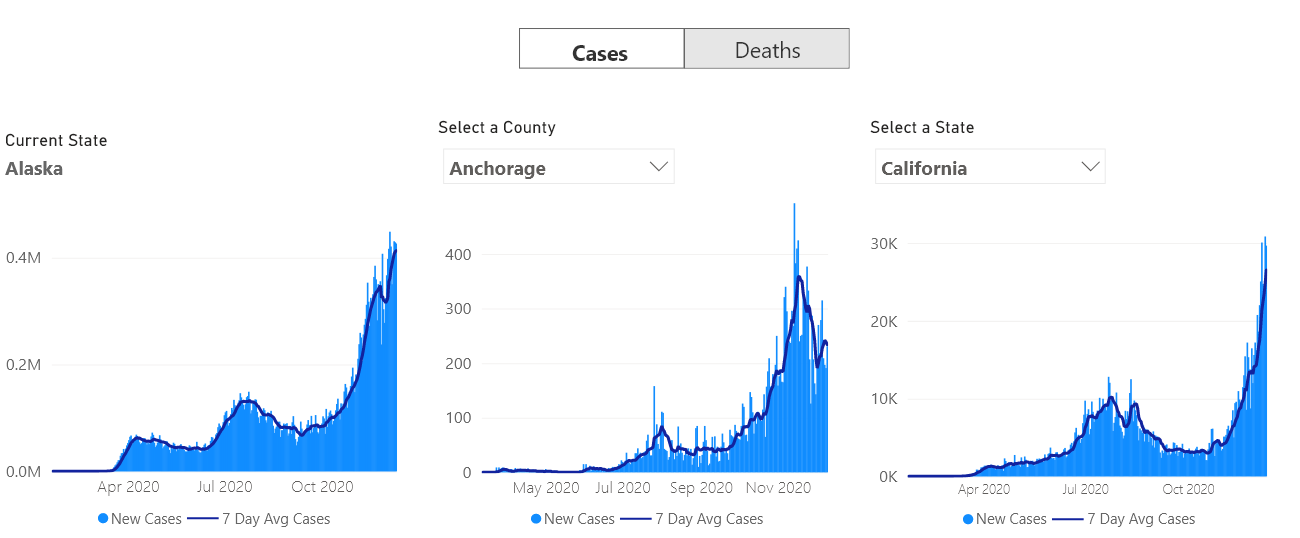 Cases
Deaths
Current State
Alaska
0.4M
0.2M
0.0M
Apr 2020 Jul 2020 Oct 2020
New Cases 7 Day Avg Cases
Select a County
Anchorage
400
300
200
100
0
May 2020 Jul 2020 Sep 2020 Nov 2020
New Cases 7 Day Avg Cases
Select a State
California
30K
20K
10K
0K
Apr 2020 Jul 2020 Oct 2020
New Cases 7 Day Avg Cases